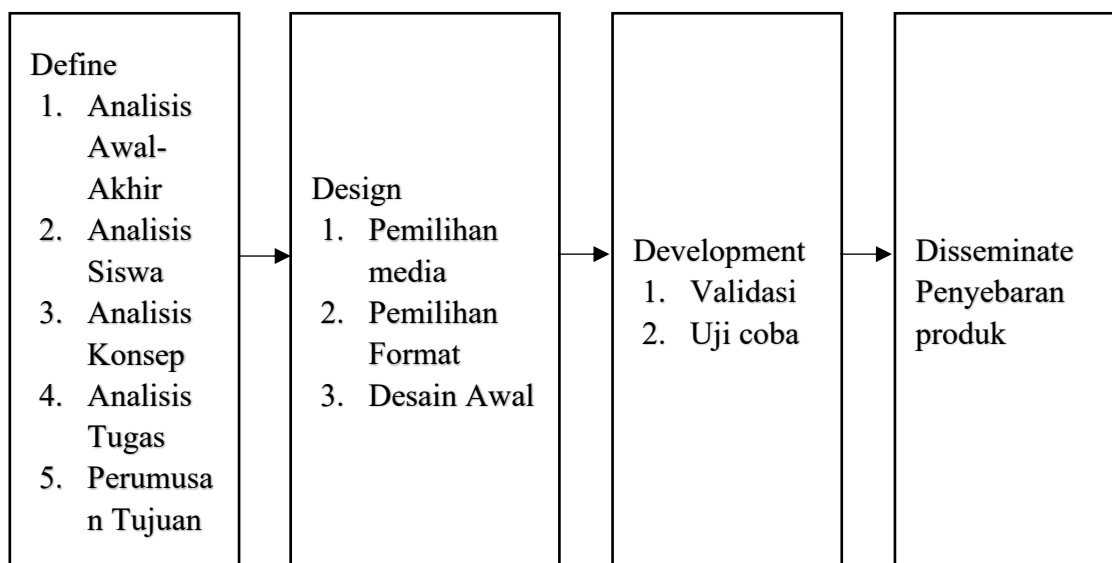 Define
1. Analisis
Awal-
Akhir
2. Analisis
Siswa
3. Analisis
Konsep
4. Analisis
Tugas
5. Perumusa
n Tujuan
Design
1. Pemilihan
media
2. Pemilihan
Format
3. Desain Awal
Development
1. Validasi
2. Uji coba
Disseminate
Penyebaran
produk